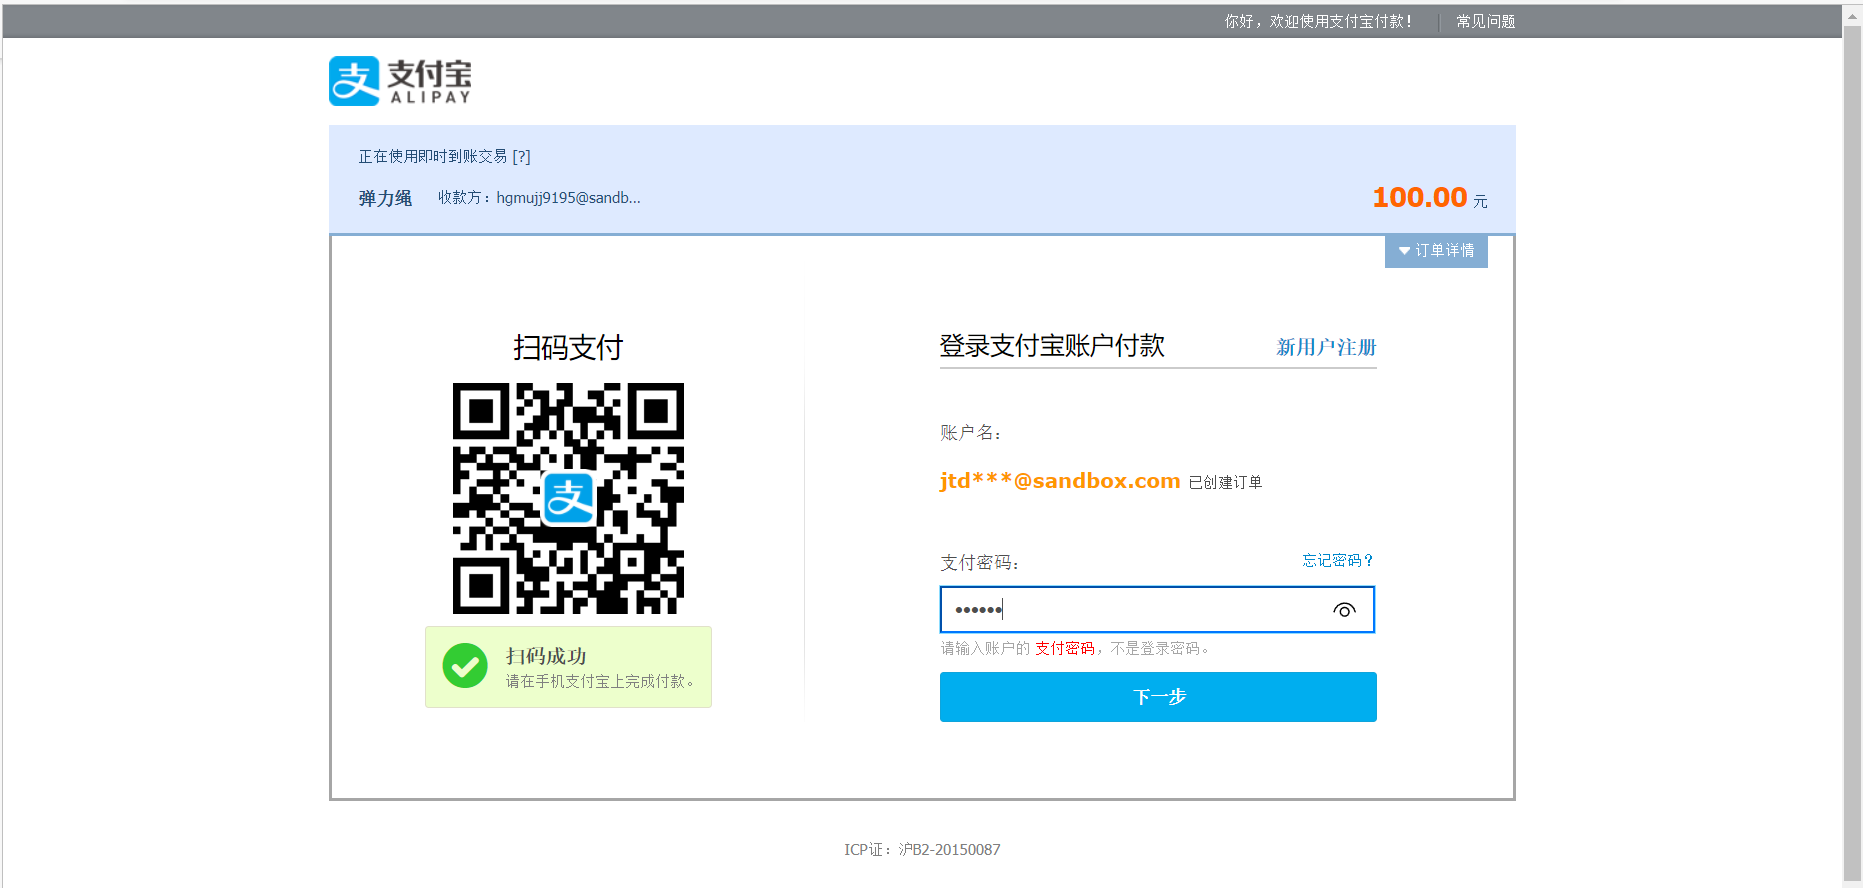 你好，欢迎使用支付宝付款！ 常见问题
支 支付宝
ALIPAY
正在使用即时到账交易 [?]
弹力绳 收款方：hgmujj9195@sandb... 100.00 元
订单详情
扫码支付
支
扫码成功
请在手机支付宝上完成付款。
登录支付宝账户付款 新用户注册
账户名：
jtd***@sandbox.com 已创建订单
支付密码： 忘记密码？
••••••
请输入账户的 支付密码，不是登录密码。
下一步
ICP证：沪B2-20150087